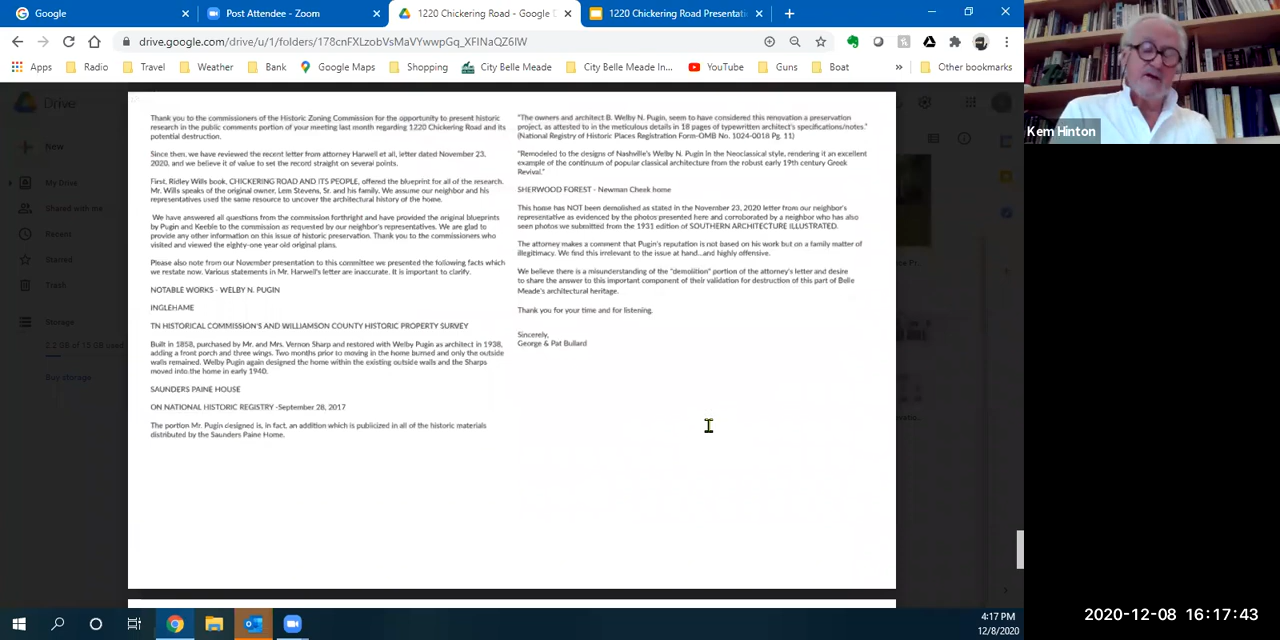 Google
Post Attendee - Zoom
1220 Chickering Road - Google D
1220 Chickering Road Presentati
drive.google.com/drive/u/1/folders/178cnFXLzobVsMaVYwwpGq_XFINaQZ6IW
Apps
Radio
Travel
Weather
Bank
Google Maps
Shopping
City Belle Meade
City Belle Meade In...
YouTube
Guns
Boat
»
Other bookmarks
Drive
New
My Drive
Shared with me
Recent
Starred
Trash
Storage
Buy storage
Thank you to the commissioners of the Historic Zoning Commission for the opportunity to present historic
research in the public comments portion of your meeting last month regarding 1220 Chickering Road and its
potential destruction.
Since then, we have reviewed the recent letter from attorney Harwell et all, letter dated November 23,
2020, and we believe it of value to set the record straight on several points.
First, Ridley Wills book, CHICKERING ROAD AND ITS PEOPLE, offered the blueprint for all of the research.
Mr. Wills speaks of the original owner, Lem Stevens, Sr. and his family. We assume our neighbor and his
representatives used the same resource to uncover the architectural history of the home.
We have answered all questions from the commission forthright and have provided the original blueprints
by Pugin and Keeble to the commission as requested by our neighbor's representatives. We are glad to
provide any other information on this issue of historic preservation. Thank you to the commissioners who
visited and viewed the eighty-one year old original plans.
Please also note from our November presentation to this committee we presented the following facts which
we restate now. Various statements in Mr. Harwell's letter are inaccurate. It is important to clarify.
NOTABLE WORKS - WELBY N. PUGIN
INGLEHAME
TN HISTORICAL COMMISSION'S AND WILLIAMSON COUNTY HISTORIC PROPERTY SURVEY
Built in 1858, purchased by Mr. and Mrs. Vernon Sharp and restored with Welby Pugin as architect in 1938,
adding a front porch and three wings. Two months prior to moving in the home burned and only the outside
walls remained. Welby Pugin again designed the home within the existing outside walls and the Sharps
moved into the home in early 1940.
SAUNDERS PAINE HOUSE
ON NATIONAL HISTORIC REGISTRY -September 28, 2017
The portion Mr. Pugin designed is, in fact, an addition which is publicized in all of the historic materials
distributed by the Saunders Paine Home.
"The owners and architect B. Welby N. Pugin, seem to have considered this renovation a preservation
project, as attested to in the meticulous details in 18 pages of typewritten architect's specifications/notes."
(National Registry of Historic Places Registration Form-OMB No. 1024-0018 Pg. 11)
"Remodeled to the designs of Nashville's Welby N. Pugin in the Neoclassical style, rendering it an excellent
example of the continuum of popular classical architecture from the robust early 19th century Greek
Revival."
SHERWOOD FOREST - Newman Cheek home
This home has NOT been demolished as stated in the November 23, 2020 letter from our neighbor's
representative as evidenced by the photos presented here and corroborated by a neighbor who has also
seen photos we submitted from the 1931 edition of SOUTHERN ARCHITECTURE ILLUSTRATED.
The attorney makes a comment that Pugin's reputation is not based on his work but on a family matter of
illegitimacy. We find this irrelevant to the issue at hand...and highly offensive.
We believe there is a misunderstanding of the "demolition" portion of the attorney's letter and desire
to share the answer to this important component of their validation for destruction of this part of Belle
Meade's architectural heritage.
Thank you for your time and for listening.
Sincerely,
George & Pat Bullard
Kem Hinton
4:17 PM
12/8/2020
2020-12-08 16:17:43